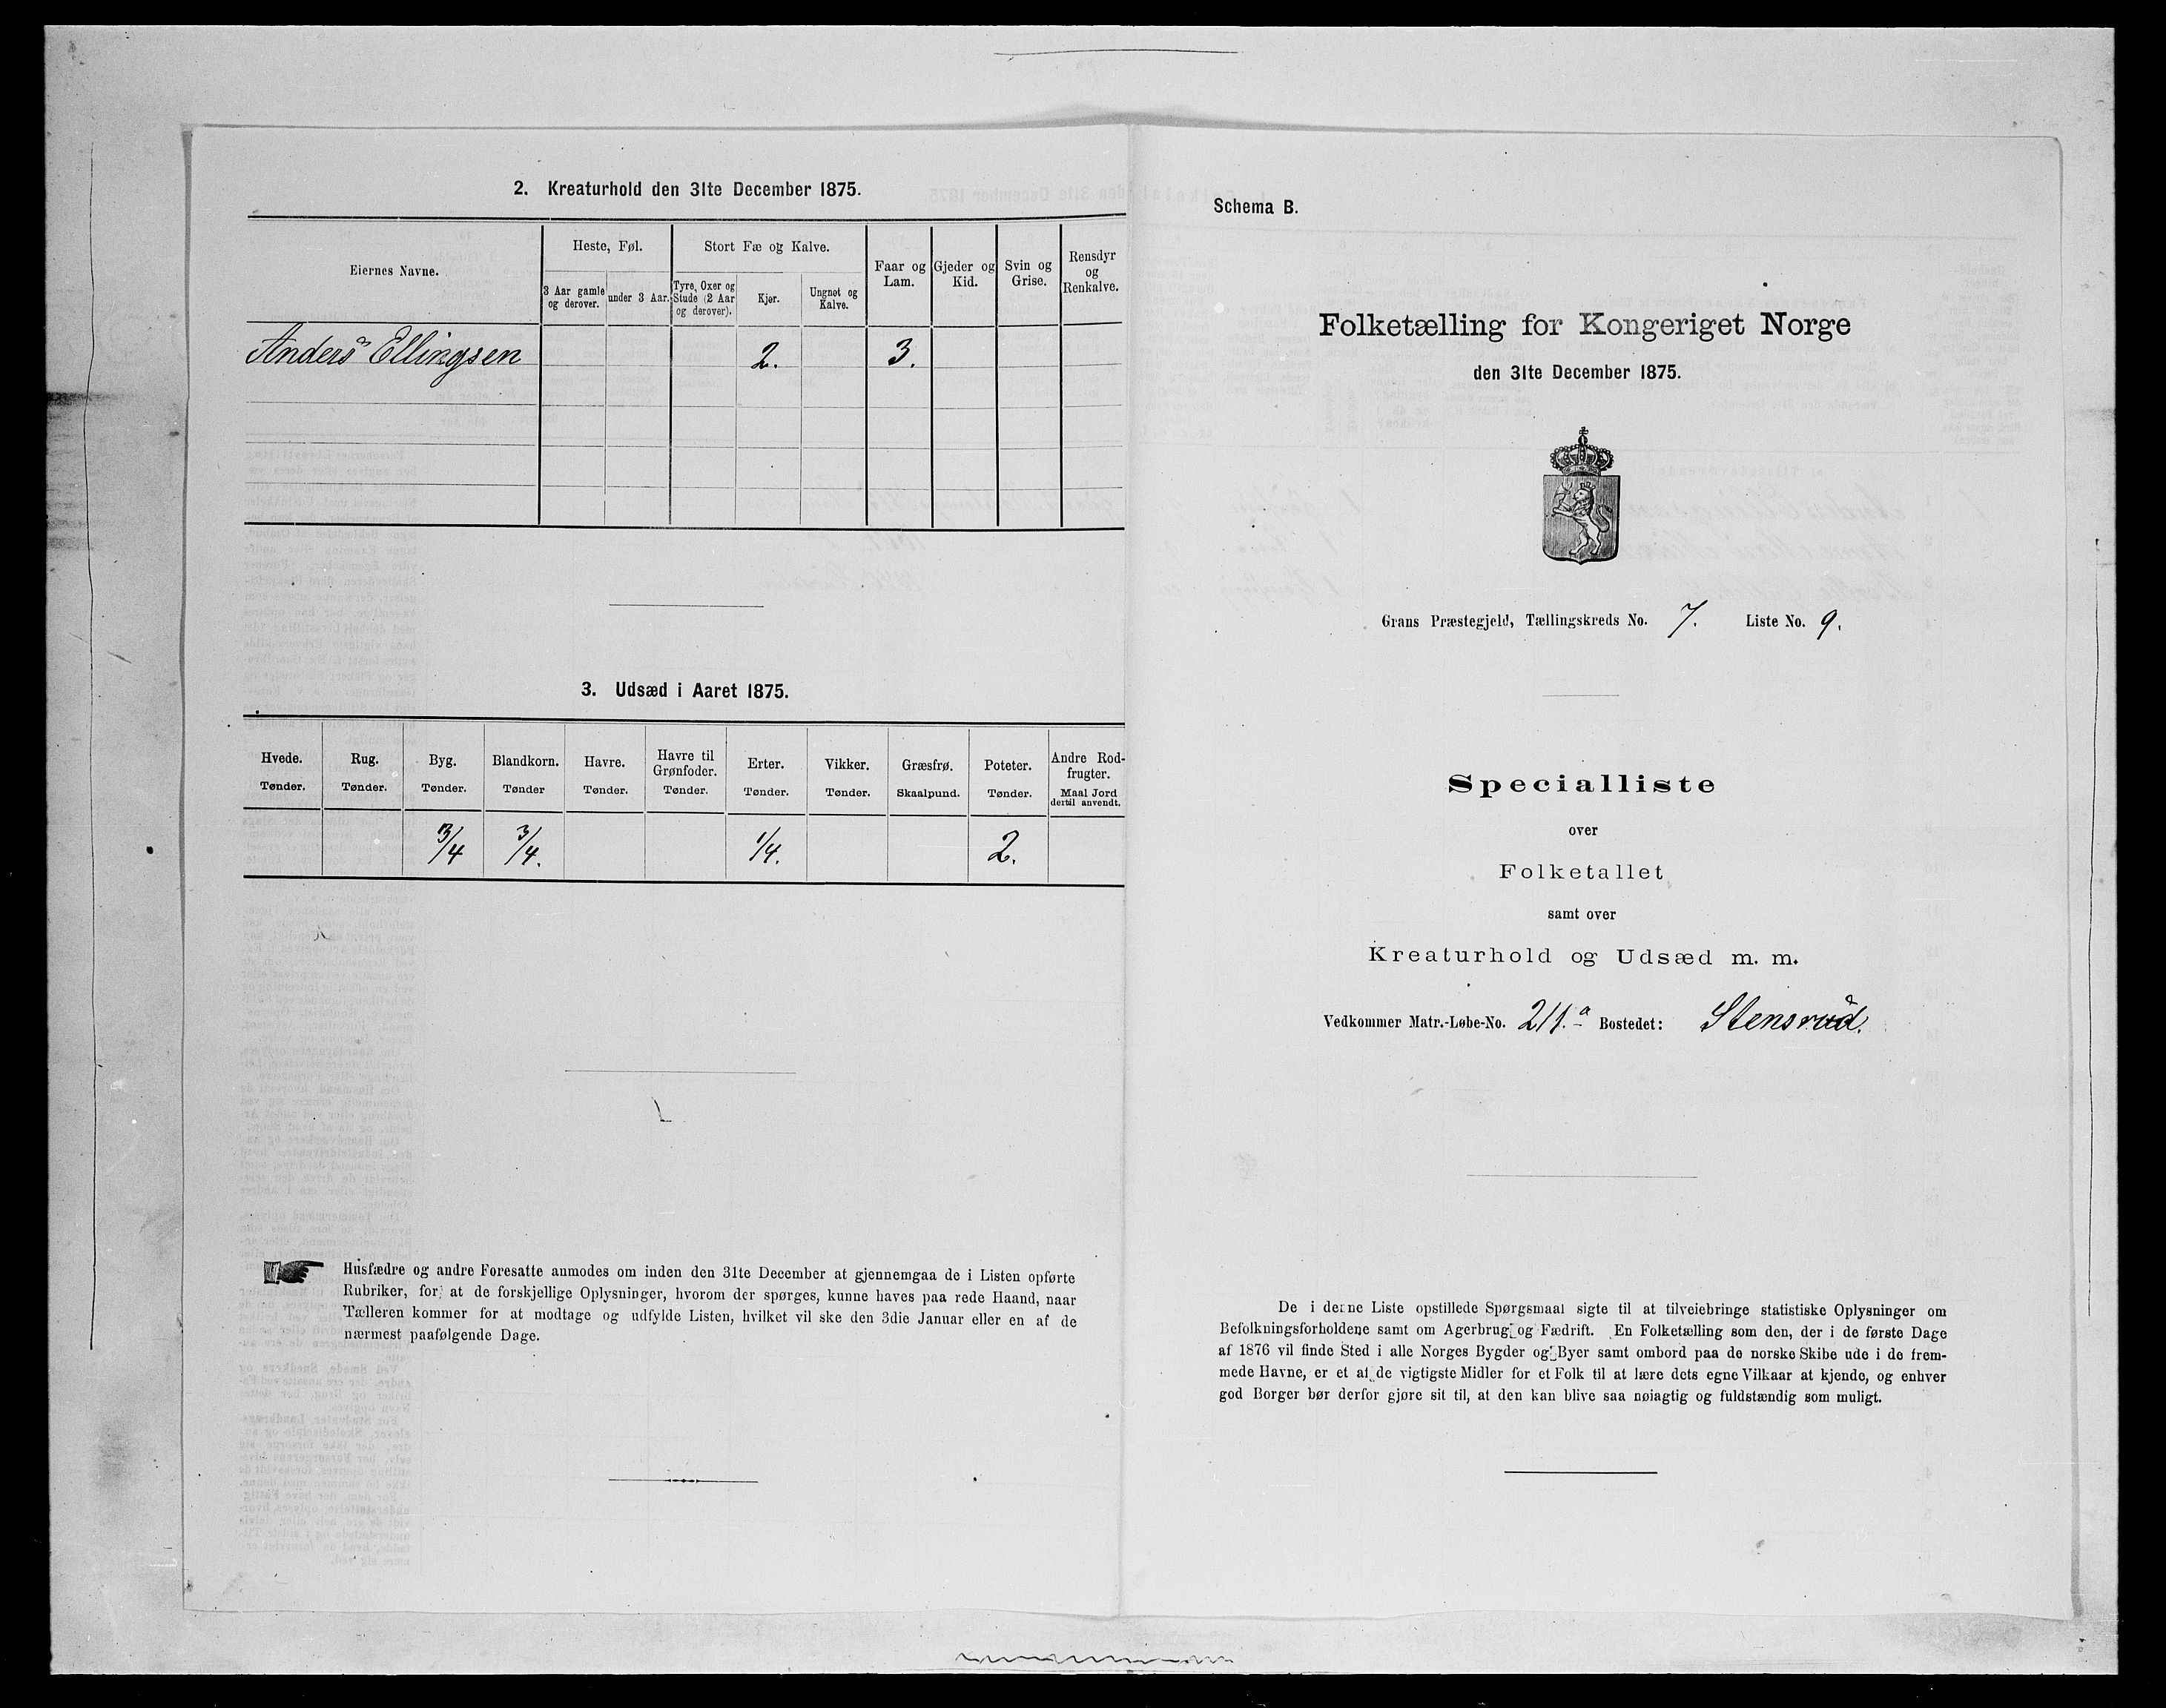 2. Kreaturhold den 31te December 1875.
Eiernes Navne.
Heste, Føl.
Stort Fæ og Kalve.
Faar og Lam.
Gjeder og Kid.
Svin og Grise.
Rensdyr og Renkalve.
3 Aar gamle og derover.
under 3 Aar.
Tyre, Oxer og Stude (2 Aar og derover).
Kjør.
Ungnøt og Kalve.
Anders Ellingsen 2. 3.
3. Udsæd i Aaret 1875.
Hvede. Rug. Byg. Blandkorn. Havre. Havre til Grønfoder. Erter. Vikker. Græsfrø. Poteter. Andre Rodfrugter.
Tønder. Tønder. Tønder. Tønder Tønder. Tønder. Tønder. Tønder. Skaalpund. Tønder. Maal Jord dertil anvendt.
3/4 3/4. 1/4. 2.
Husfædre og andre Foresatte anmodes om inden den 31te December at gjennemgaa de i Listen opførte
Rubriker, for at de forskjellige Oplysninger, hvorom der spørges, kunne haves paa rede Haand, naar
Tælleren kommer for at modtage og udfylde Listen, hvilket vil ske den 3die Januar eller en af de
nærmest paafølgende Dage.
Schema B.
Folketælling for Kongeriget Norge
den 31te December 1875.
Grans Præstegjeld, Tællingskreds No. 7. Liste No. 9.
Specialliste
over
Folketallet
samt over
Kreaturhold og Udsæd m. m.
Vedkommer Matr.-Løbe-No. 211.a Bostedet: Stensrud.
De i denne Liste opstillede Spørgsmaal sigte til at tilveiebringe statistiske Oplysninger om
Befolkningsforholdene samt om Agerbrug og Fædrift. En Folketælling som den, der i de første Dage
af 1876 vil finde Sted i alle Norges Bygder og Byer samt ombord paa de norske Skibe ude i de frem-
mede Havne, er et af de vigtigste Midler for et Folk til at lære dets egne Vilkaar at kjende, og enhver
god Borger bør derfor gjøre sit til, at den kan blive saa nøiagtig og fuldstændig som muligt.